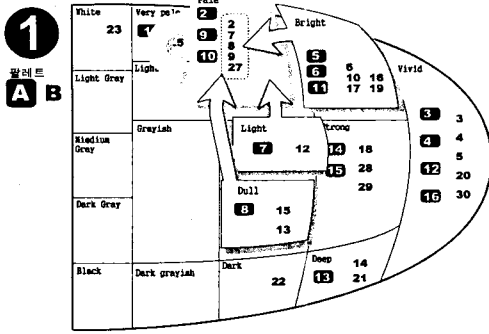 1
팔레트
A B
White
23
Very pale
5
Pale
2
9
10
2
7
8
9
27
Bright
5
6
11
6
10 16
17 19
Vivid
3 3
4 4
5
12
20
16 30
Light Gray
Medium
Gray
Grayish
Light
7 12
Strong
14 18
15 28
29
Dark Gray
Dull
8 15
13
Black
Dark grayish
Dark
22
Deep
13
14
21